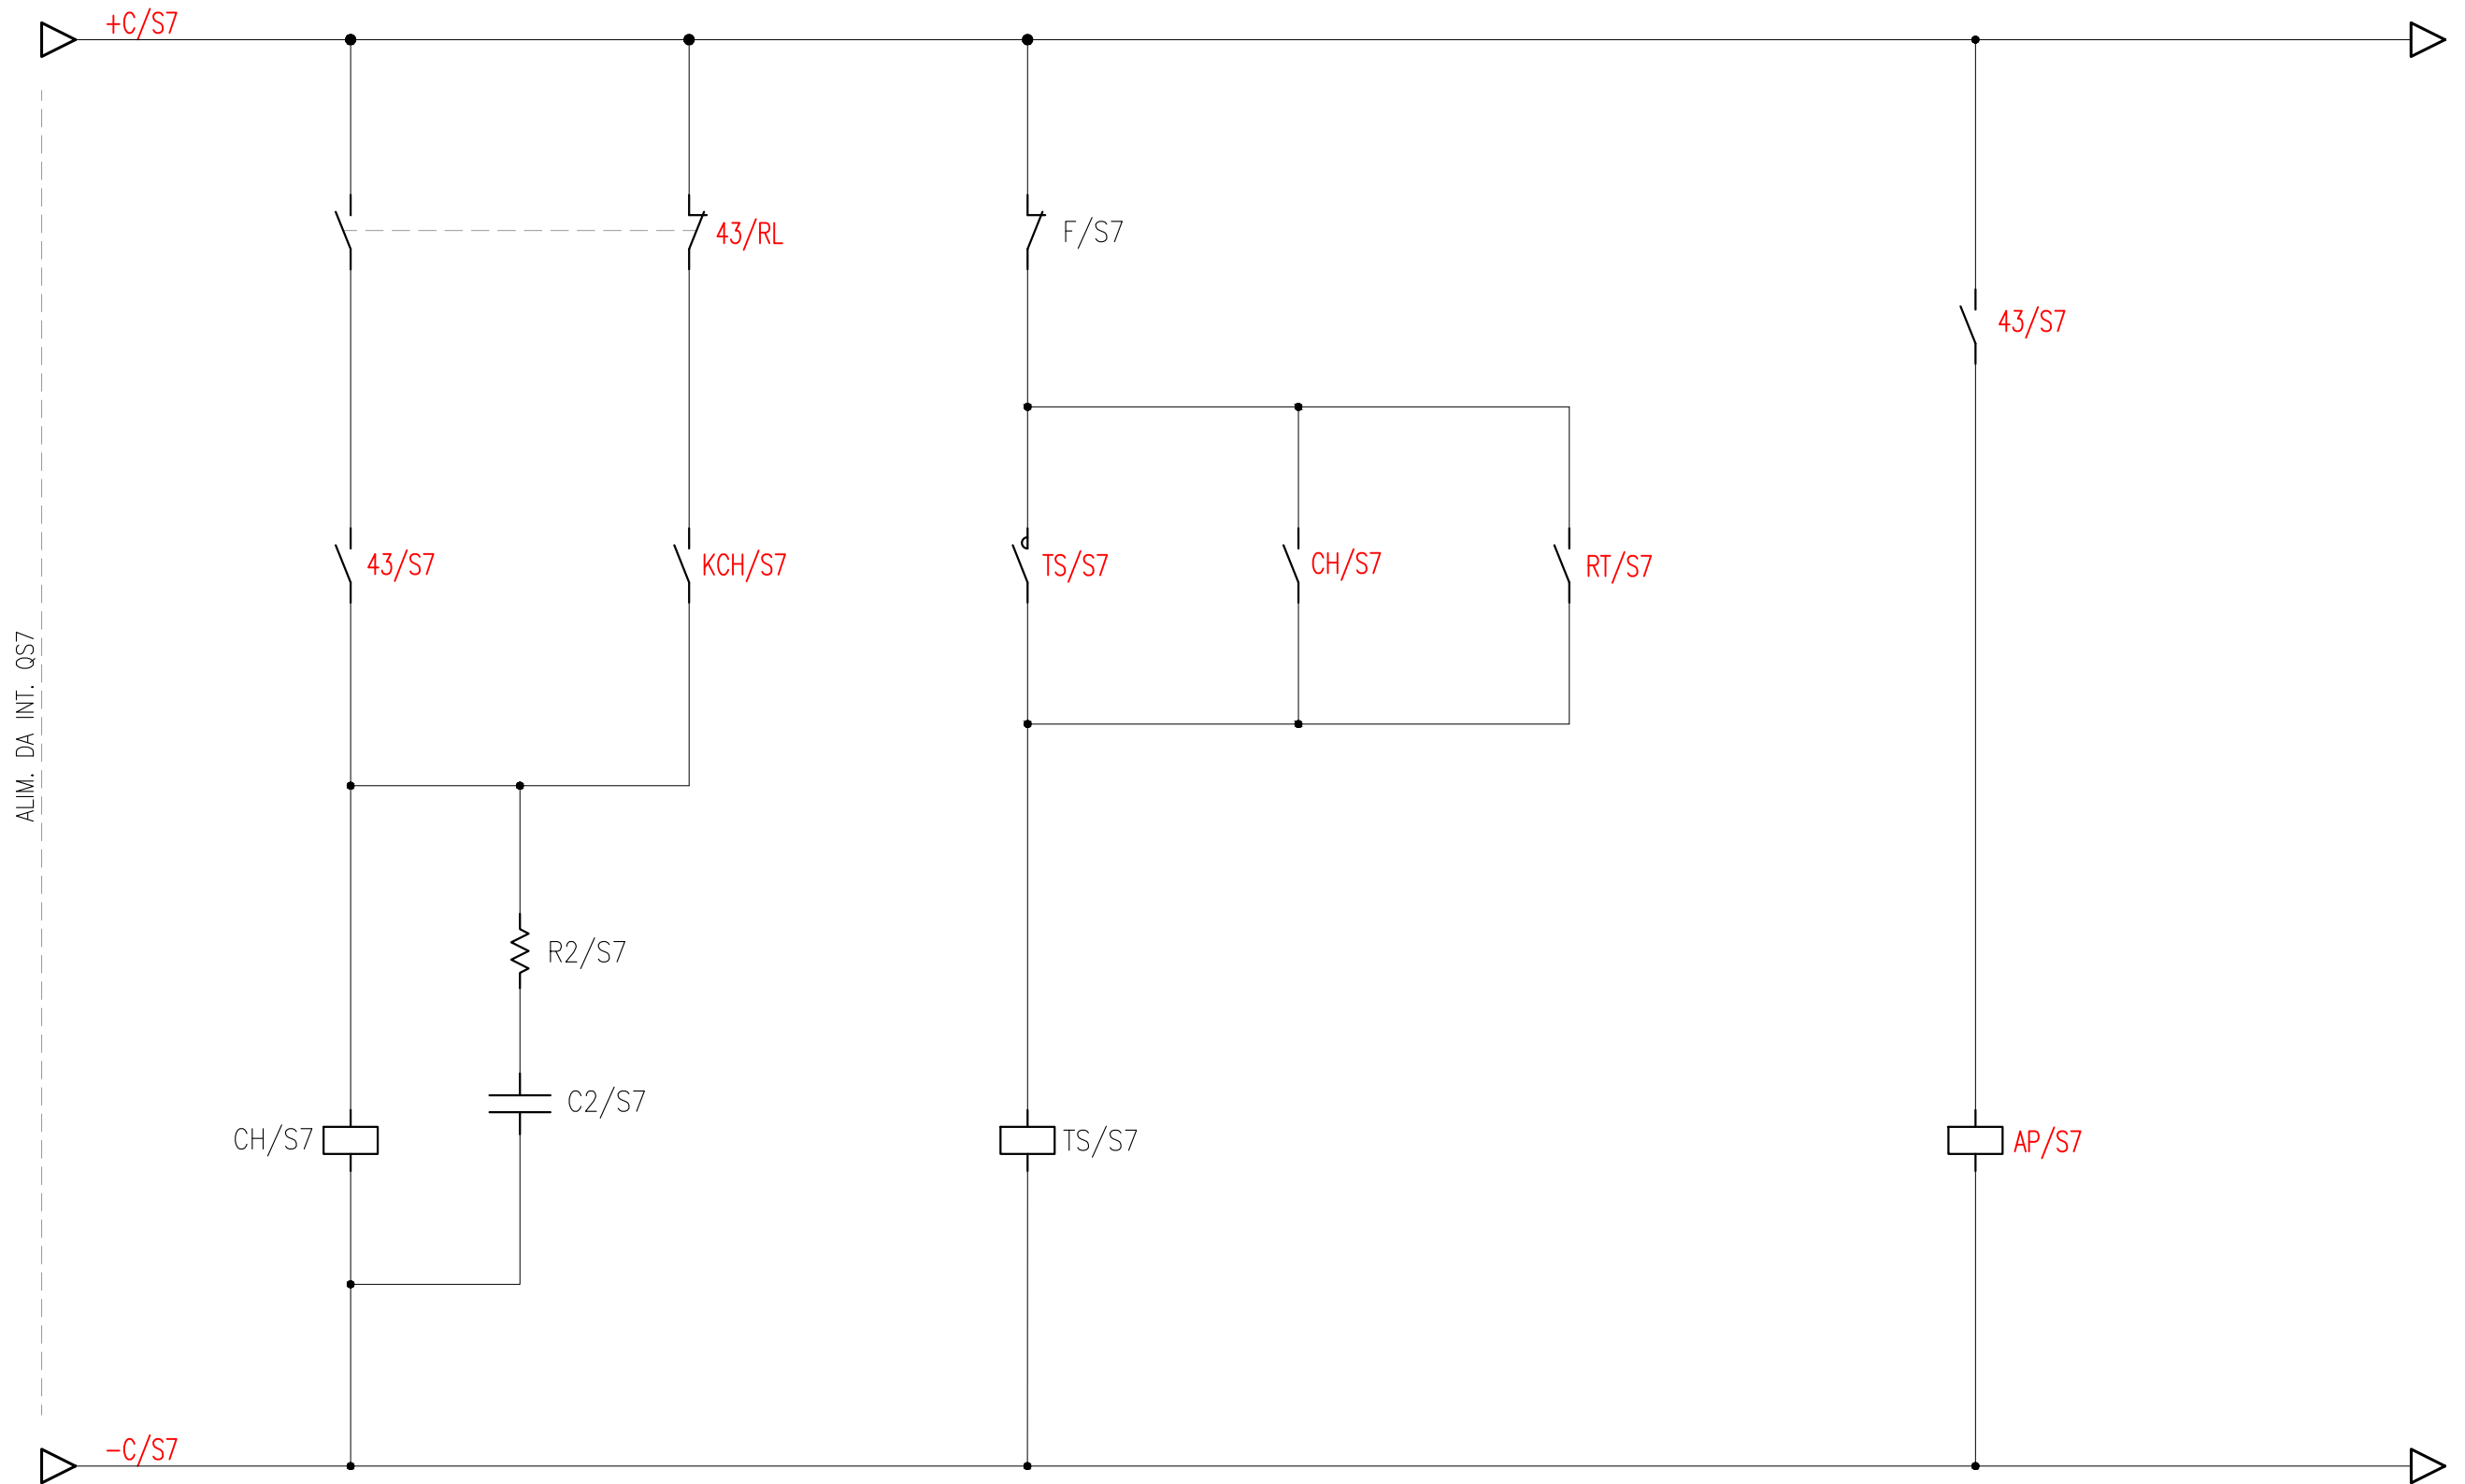 +C/S7
43/RL
F/S7
43/S7
43/S7
KCH/S7
TS/S7
CH/S7
RT/S7
ALIM. DA INT. QS7
R2/S7
C2/S7
CH/S7
TS/S7
AP/S7
-C/S7